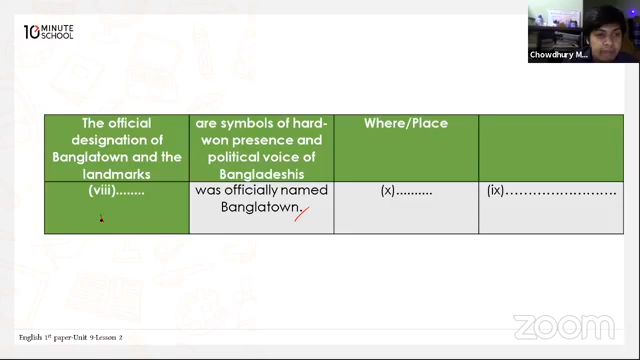 10 MINUTE
SCHOOL
Chowdhury M...
The official
designation of
Banglatown and the
landmarks
are symbols of hard-
won presence and
political voice of
Bangladeshis
Where/Place
(viii)........
was officially named
Banglatown.
(x)..........
(ix)........................
English 1st paper-Unit 9-Lesson 2
zoom